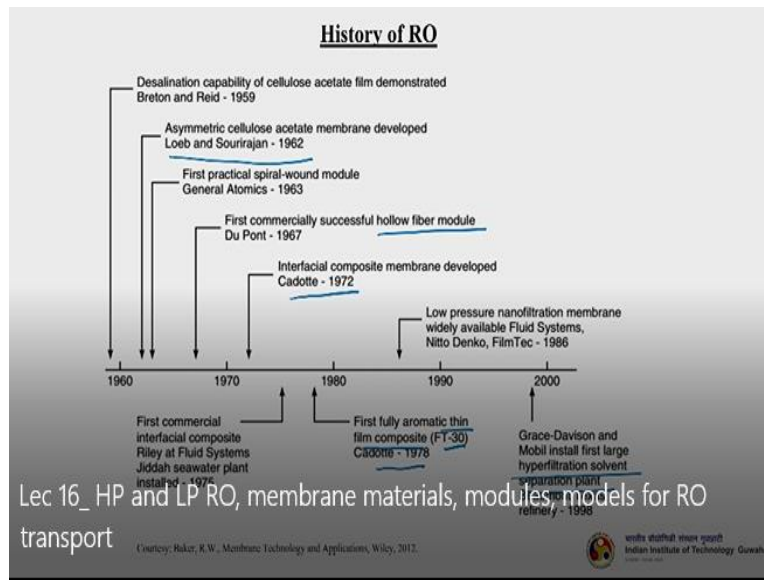 History of RO
Desalination capability of cellulose acetate film demonstrated
Breton and Reid - 1959
Asymmetric cellulose acetate membrane developed
Loeb and Sourirajan - 1962
First practical spiral-wound module
General Atomics - 1963
First commercially successful hollow fiber module
Du Pont - 1967
Interfacial composite membrane developed
Cadotte - 1972
Low pressure nanofiltration membrane
widely available Fluid Systems,
Nitto Denko, FilmTec - 1986
1960 1970 1980 1990 2000
First commercial
interfacial composite
Riley at Fluid Systems
Jiddah seawater plant
installed - 1975
First fully aromatic thin
film composite (FT-30)
Cadotte - 1978
Grace-Davison and
Mobil install first large
hyperfiltration solvent
separation plant
refinery - 1998
Lec 16_ HP and LP RO, membrane materials, modules, models for RO
transport
Courtesy: Baker, R.W., Membrane Technology and Applications, Wiley, 2012.
भारतीय प्रौद्योगिकी संस्थान गुवाहाटी
Indian Institute of Technology Guwah